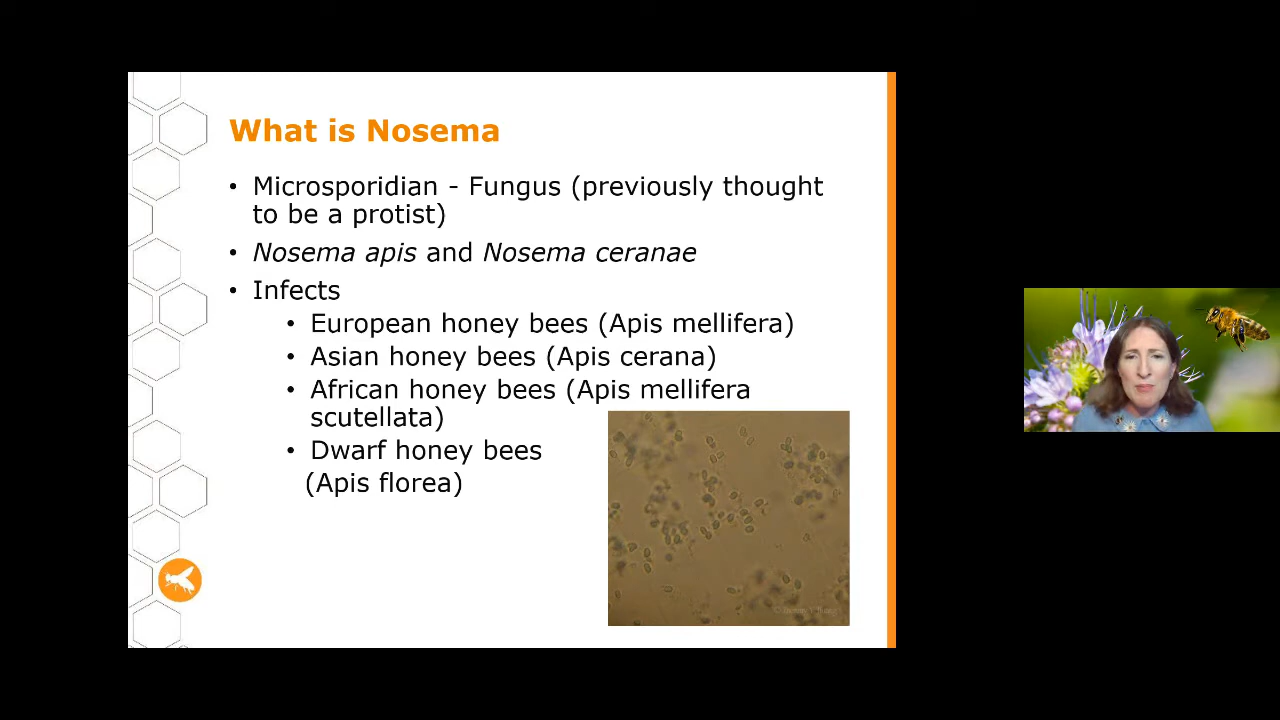 What is Nosema
• Microsporidian - Fungus (previously thought
to be a protist)
• Nosema apis and Nosema ceranae
• Infects
• European honey bees (Apis mellifera)
• Asian honey bees (Apis cerana)
• African honey bees (Apis mellifera
scutellata)
• Dwarf honey bees
(Apis florea)